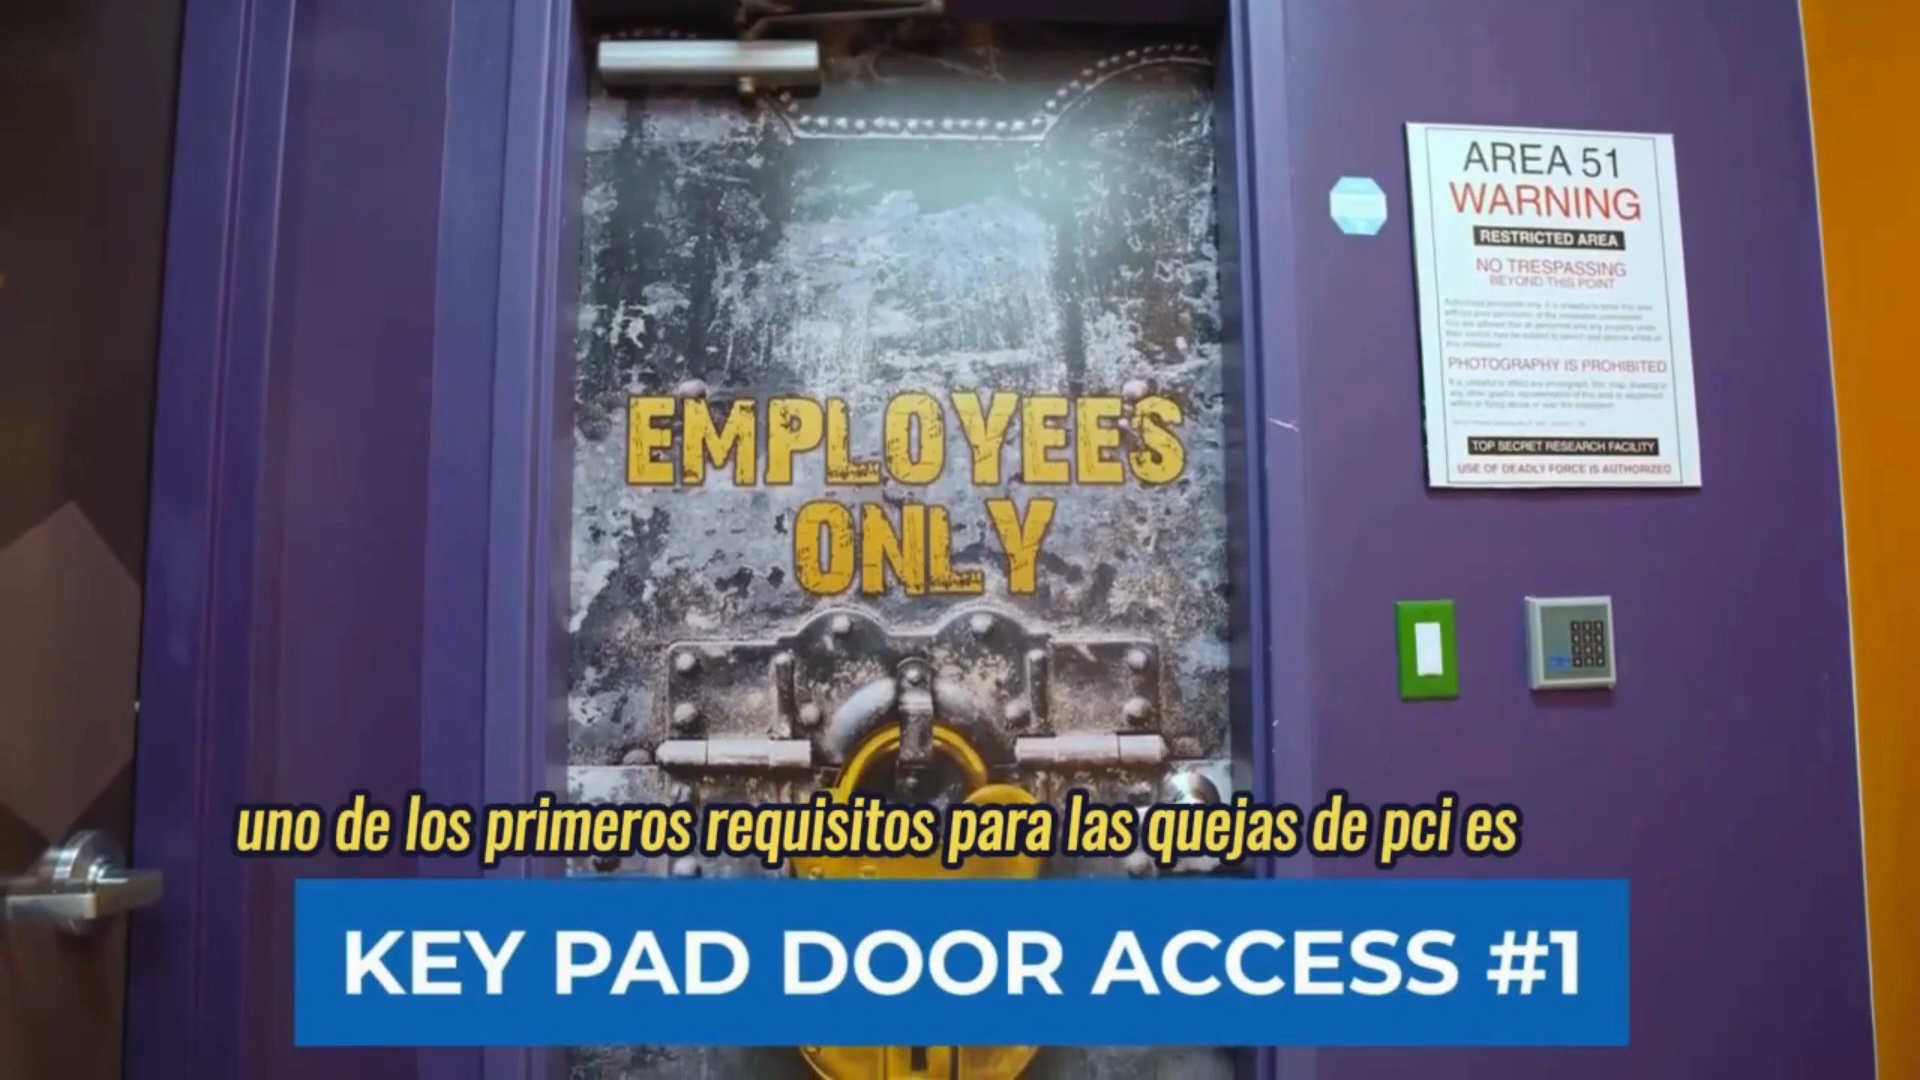 AREA 51
WARNING
RESTRICTED AREA
NO TRESPASSING
BEYOND THIS POINT
PHOTOGRAPHY IS PROHIBITED
TOP SECRET RESEARCH FACILITY
USE OF DEADLY FORCE IS AUTHORIZED
EMPLOYEES
ONLY
uno de los primeros requisitos para las quejas de pci es
KEY PAD DOOR ACCESS #1